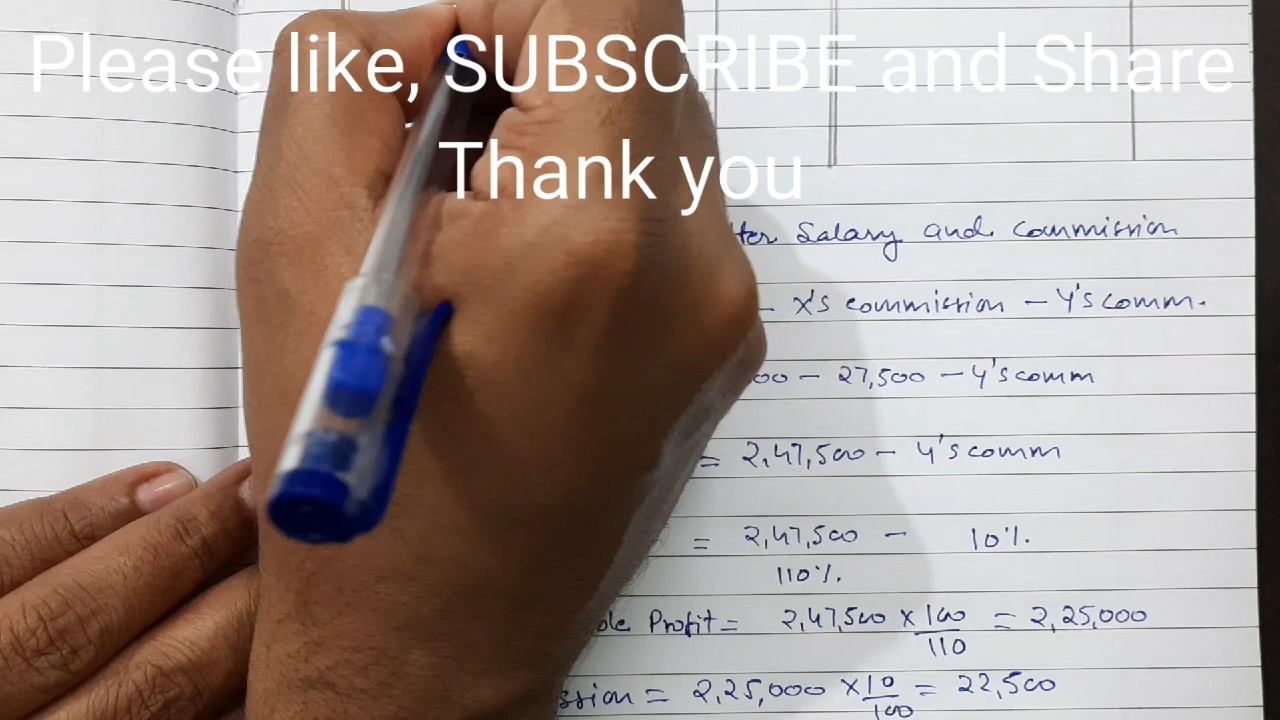 Please like, SUBSCRIBE and Share
Thank you
ter Salary and commission
- X's commission - Y's comm.
00 - 27,500 - Y's comm
= 2,47,500 - Y's comm
= 2,47,500 - 10%.
110%.
ble Profit = 2,47,500 x 100/110 = 2,25,000
ssion = 2,25,000 x 10/100 = 22,500